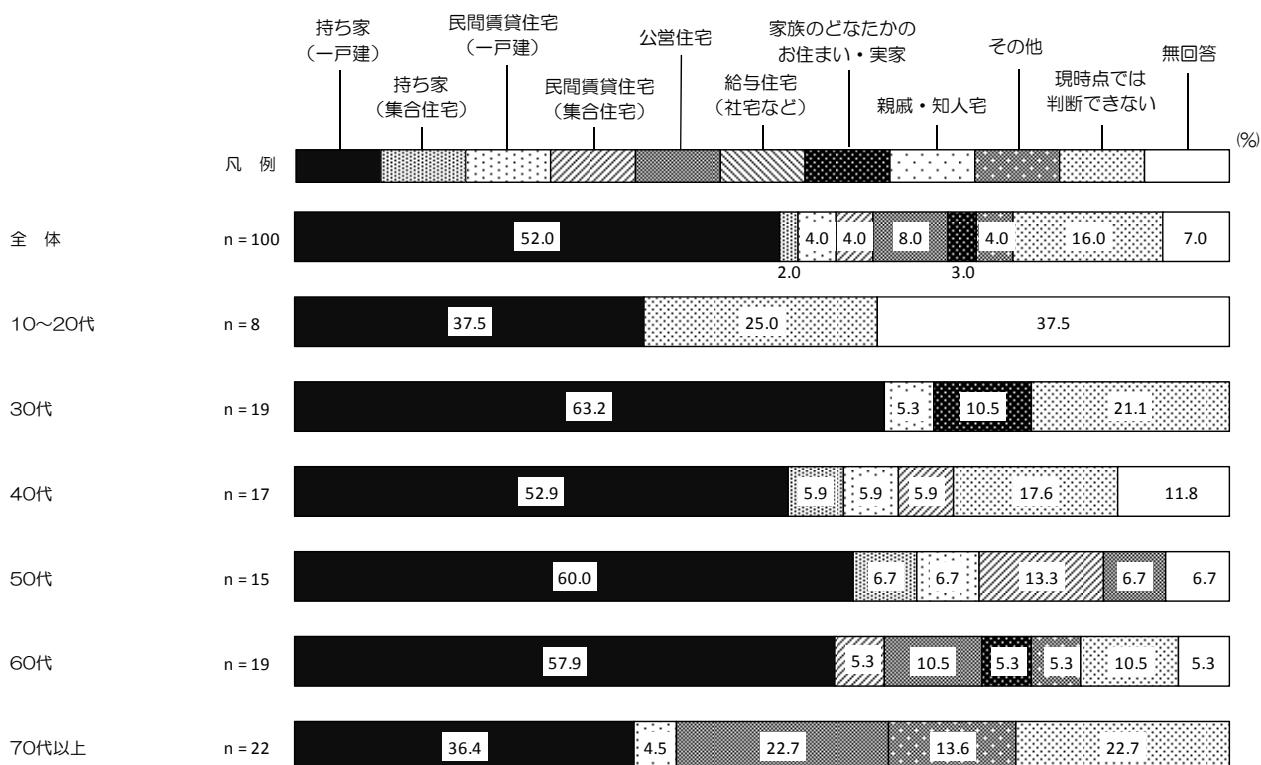 持ち家
（一戸建）
持ち家
（集合住宅）
民間賃貸住宅
（一戸建）
民間賃貸住宅
（集合住宅）
公営住宅
給与住宅
（社宅など）
家族のどなたかの
お住まい・実家
親戚・知人宅
その他
現時点では
判断できない
無回答
(%)
凡 例
全 体 n = 100 52.0 4.0 4.0 8.0 4.0 16.0 7.0
2.0 3.0
10～20代 n = 8 37.5 25.0 37.5
30代 n = 19 63.2 5.3 10.5 21.1
40代 n = 17 52.9 5.9 5.9 5.9 17.6 11.8
50代 n = 15 60.0 6.7 6.7 13.3 6.7 6.7
60代 n = 19 57.9 5.3 10.5 5.3 5.3 10.5 5.3
70代以上 n = 22 36.4 4.5 22.7 13.6 22.7